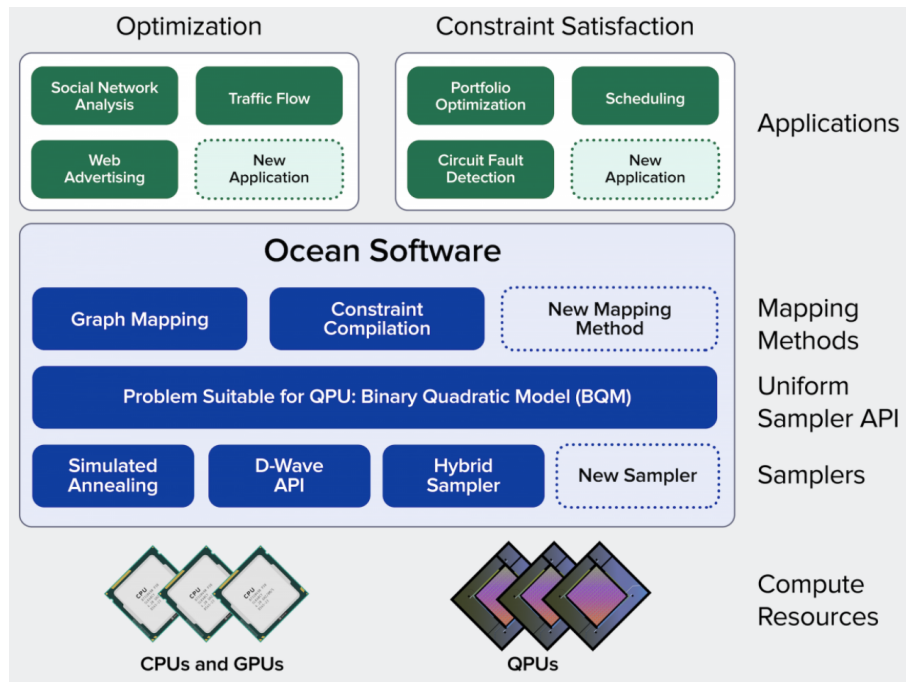 Optimization
Constraint Satisfaction
Social Network
Analysis
Traffic Flow
Portfolio
Optimization
Scheduling
Applications
Web
Advertising
New
Application
Circuit Fault
Detection
New
Application
Ocean Software
Graph Mapping
Constraint
Compilation
New Mapping
Method
Mapping
Methods
Problem Suitable for QPU: Binary Quadratic Model (BQM)
Uniform
Sampler API
Simulated
Annealing
D-Wave
API
Hybrid
Sampler
New Sampler
Samplers
CPU
CPU
CPU
Compute
Resources
CPUs and GPUs
QPUs